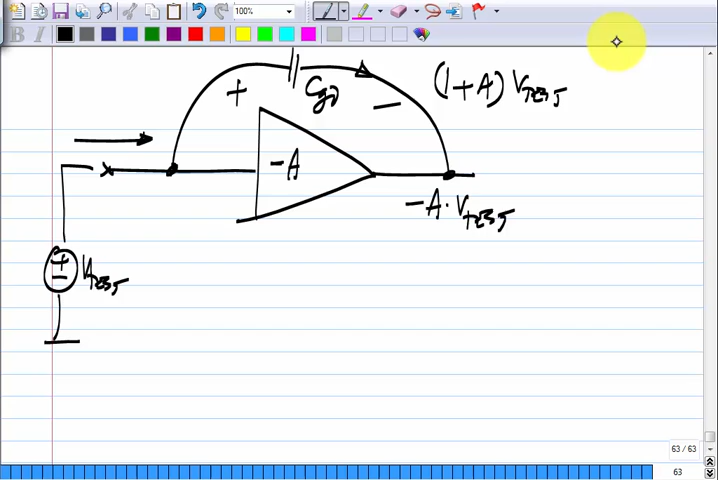 100%
+ Cgd − (1+A) VTEST
−A
−A · VTEST
+
−
VTEST
63 / 63
63